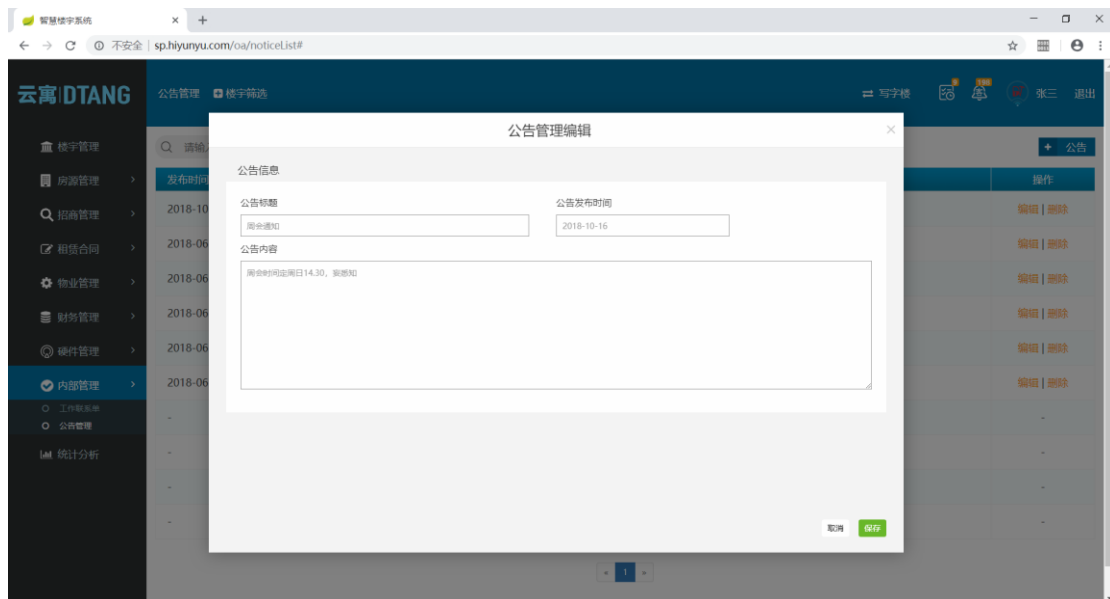 智慧楼宇系统
不安全 | sp.hiyunyu.com/oa/noticeList#
云寓 DTANG
公告管理 楼宇筛选
写字楼 张三 退出
公告管理编辑
楼宇管理
房源管理
招商管理
租赁合同
物业管理
财务管理
硬件管理
内部管理
工作联系单
公告管理
统计分析
请输入
+ 公告
发布时间 操作
2018-10 编辑 | 删除
2018-06 编辑 | 删除
2018-06 编辑 | 删除
2018-06 编辑 | 删除
2018-06 编辑 | 删除
2018-06 编辑 | 删除
- -
- -
- -
- -
公告信息
公告标题 公告发布时间
周会通知 2018-10-16
公告内容
周会时间定周日14.30，要悉知
取消 保存
« 1 »